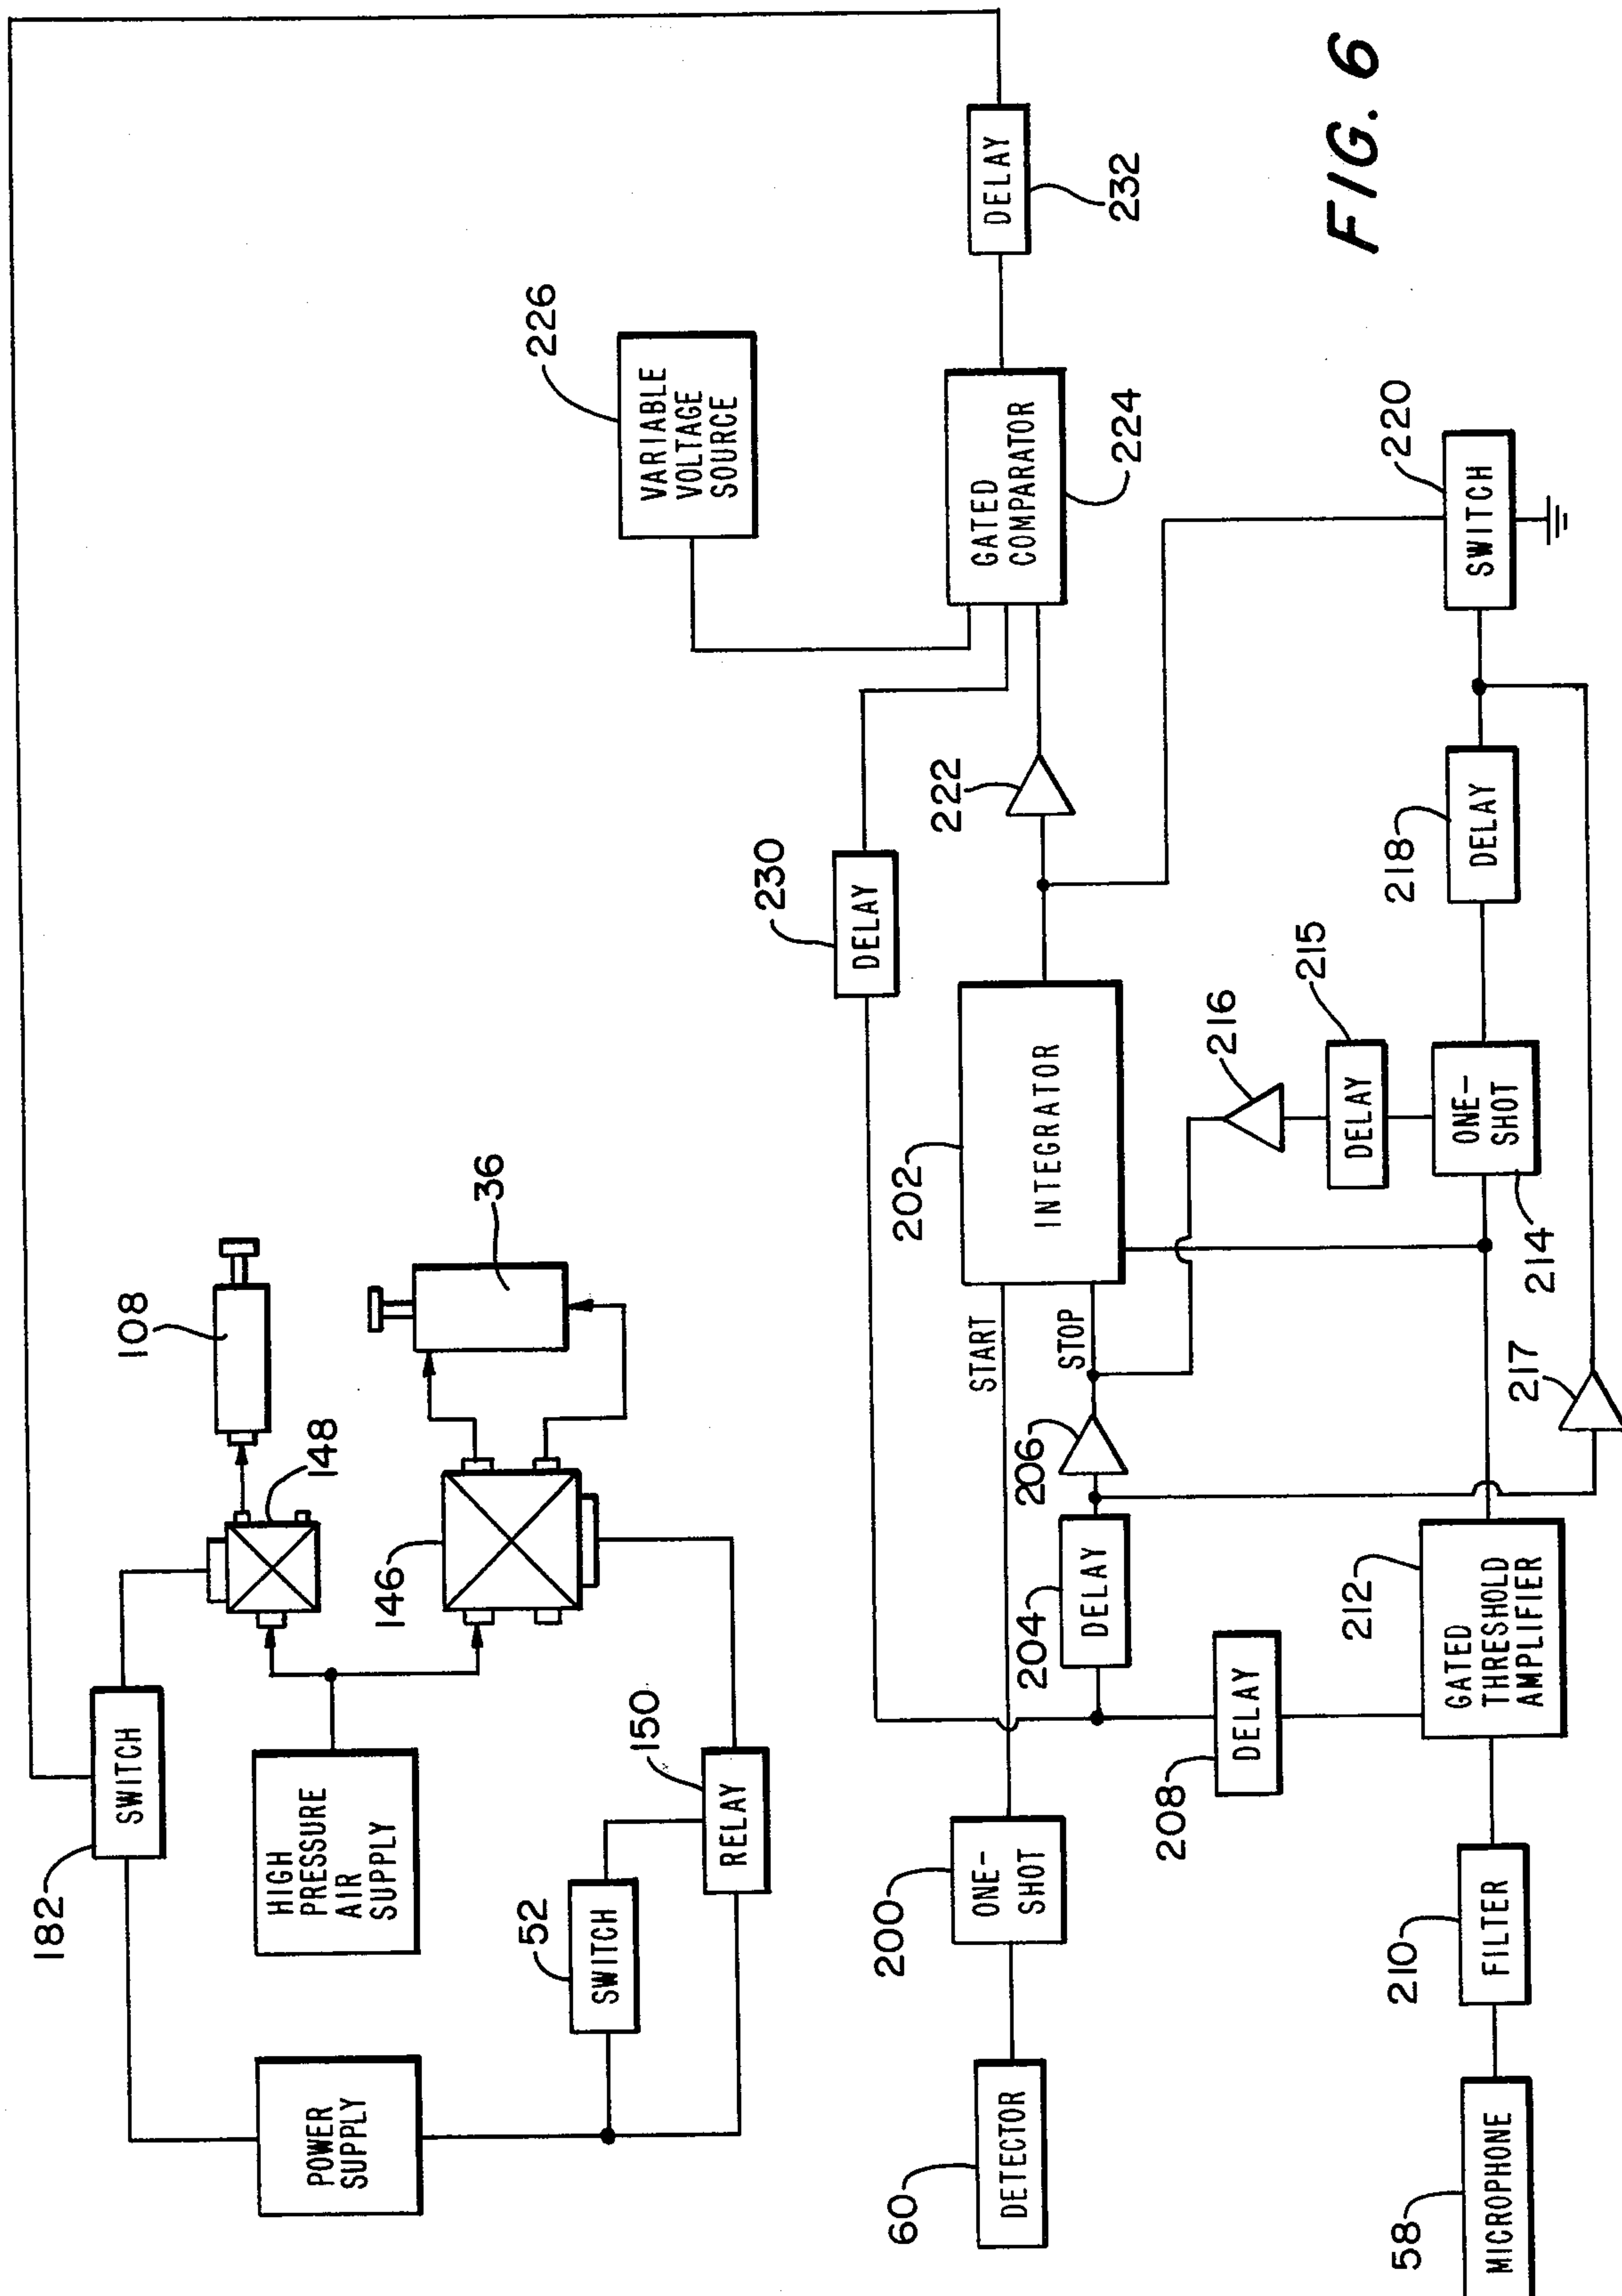 182
SWITCH
108
148
HIGH
PRESSURE
AIR
SUPPLY
POWER
SUPPLY
146
36
52
SWITCH
150
RELAY
226
VARIABLE
VOLTAGE
SOURCE
230
DELAY
60
DETECTOR
200
ONE-
SHOT
START
STOP
204
DELAY
206
202
INTEGRATOR
222
GATED
COMPARATOR
224
DELAY
232
208
DELAY
216
215
DELAY
58
MICROPHONE
210
FILTER
212
GATED
THRESHOLD
AMPLIFIER
217
ONE-
SHOT
214
218
DELAY
220
SWITCH
FIG. 6